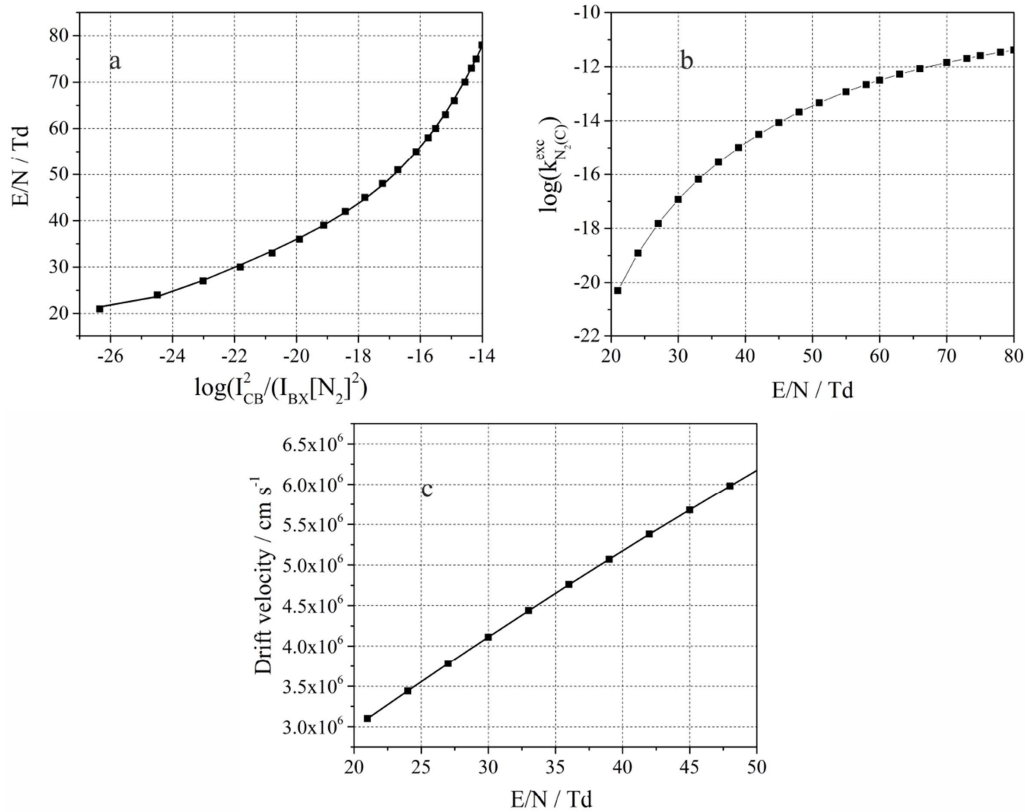 a
E/N / Td
80
70
60
50
40
30
20
-26
-24
-22
-20
-18
-16
-14
log(I²CB/(IBX[N₂]²)
b
log(k^exc_N₂(C))
-10
-12
-14
-16
-18
-20
-22
20
30
40
50
60
70
80
E/N / Td
c
Drift velocity / cm s⁻¹
6.5x10⁶
6.0x10⁶
5.5x10⁶
5.0x10⁶
4.5x10⁶
4.0x10⁶
3.5x10⁶
3.0x10⁶
20
25
30
35
40
45
50
E/N / Td